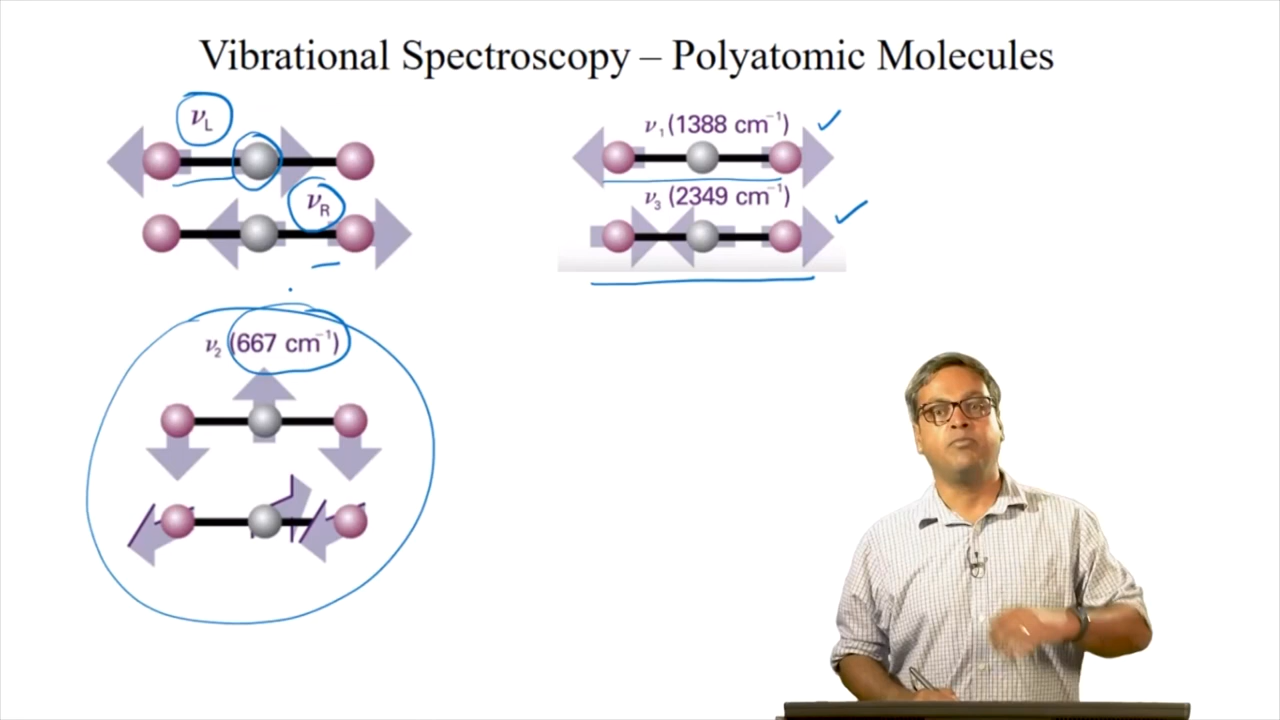 Vibrational Spectroscopy – Polyatomic Molecules
ν_L
ν_R
ν₂ (667 cm⁻¹)
ν₁ (1388 cm⁻¹)
ν₃ (2349 cm⁻¹)